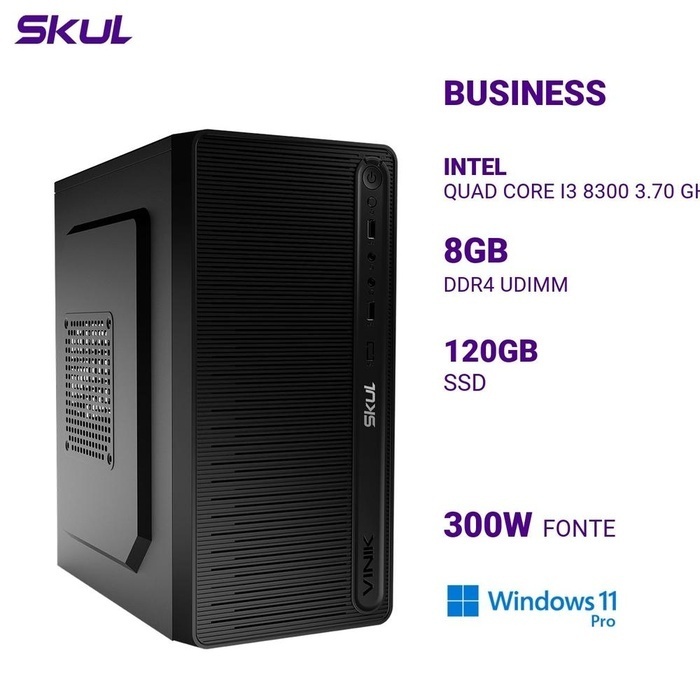 SKUL
BUSINESS
INTEL
QUAD CORE I3 8300 3.70 GH
8GB
DDR4 UDIMM
120GB
SSD
SKUL
VINIK
300W FONTE
Windows 11
Pro